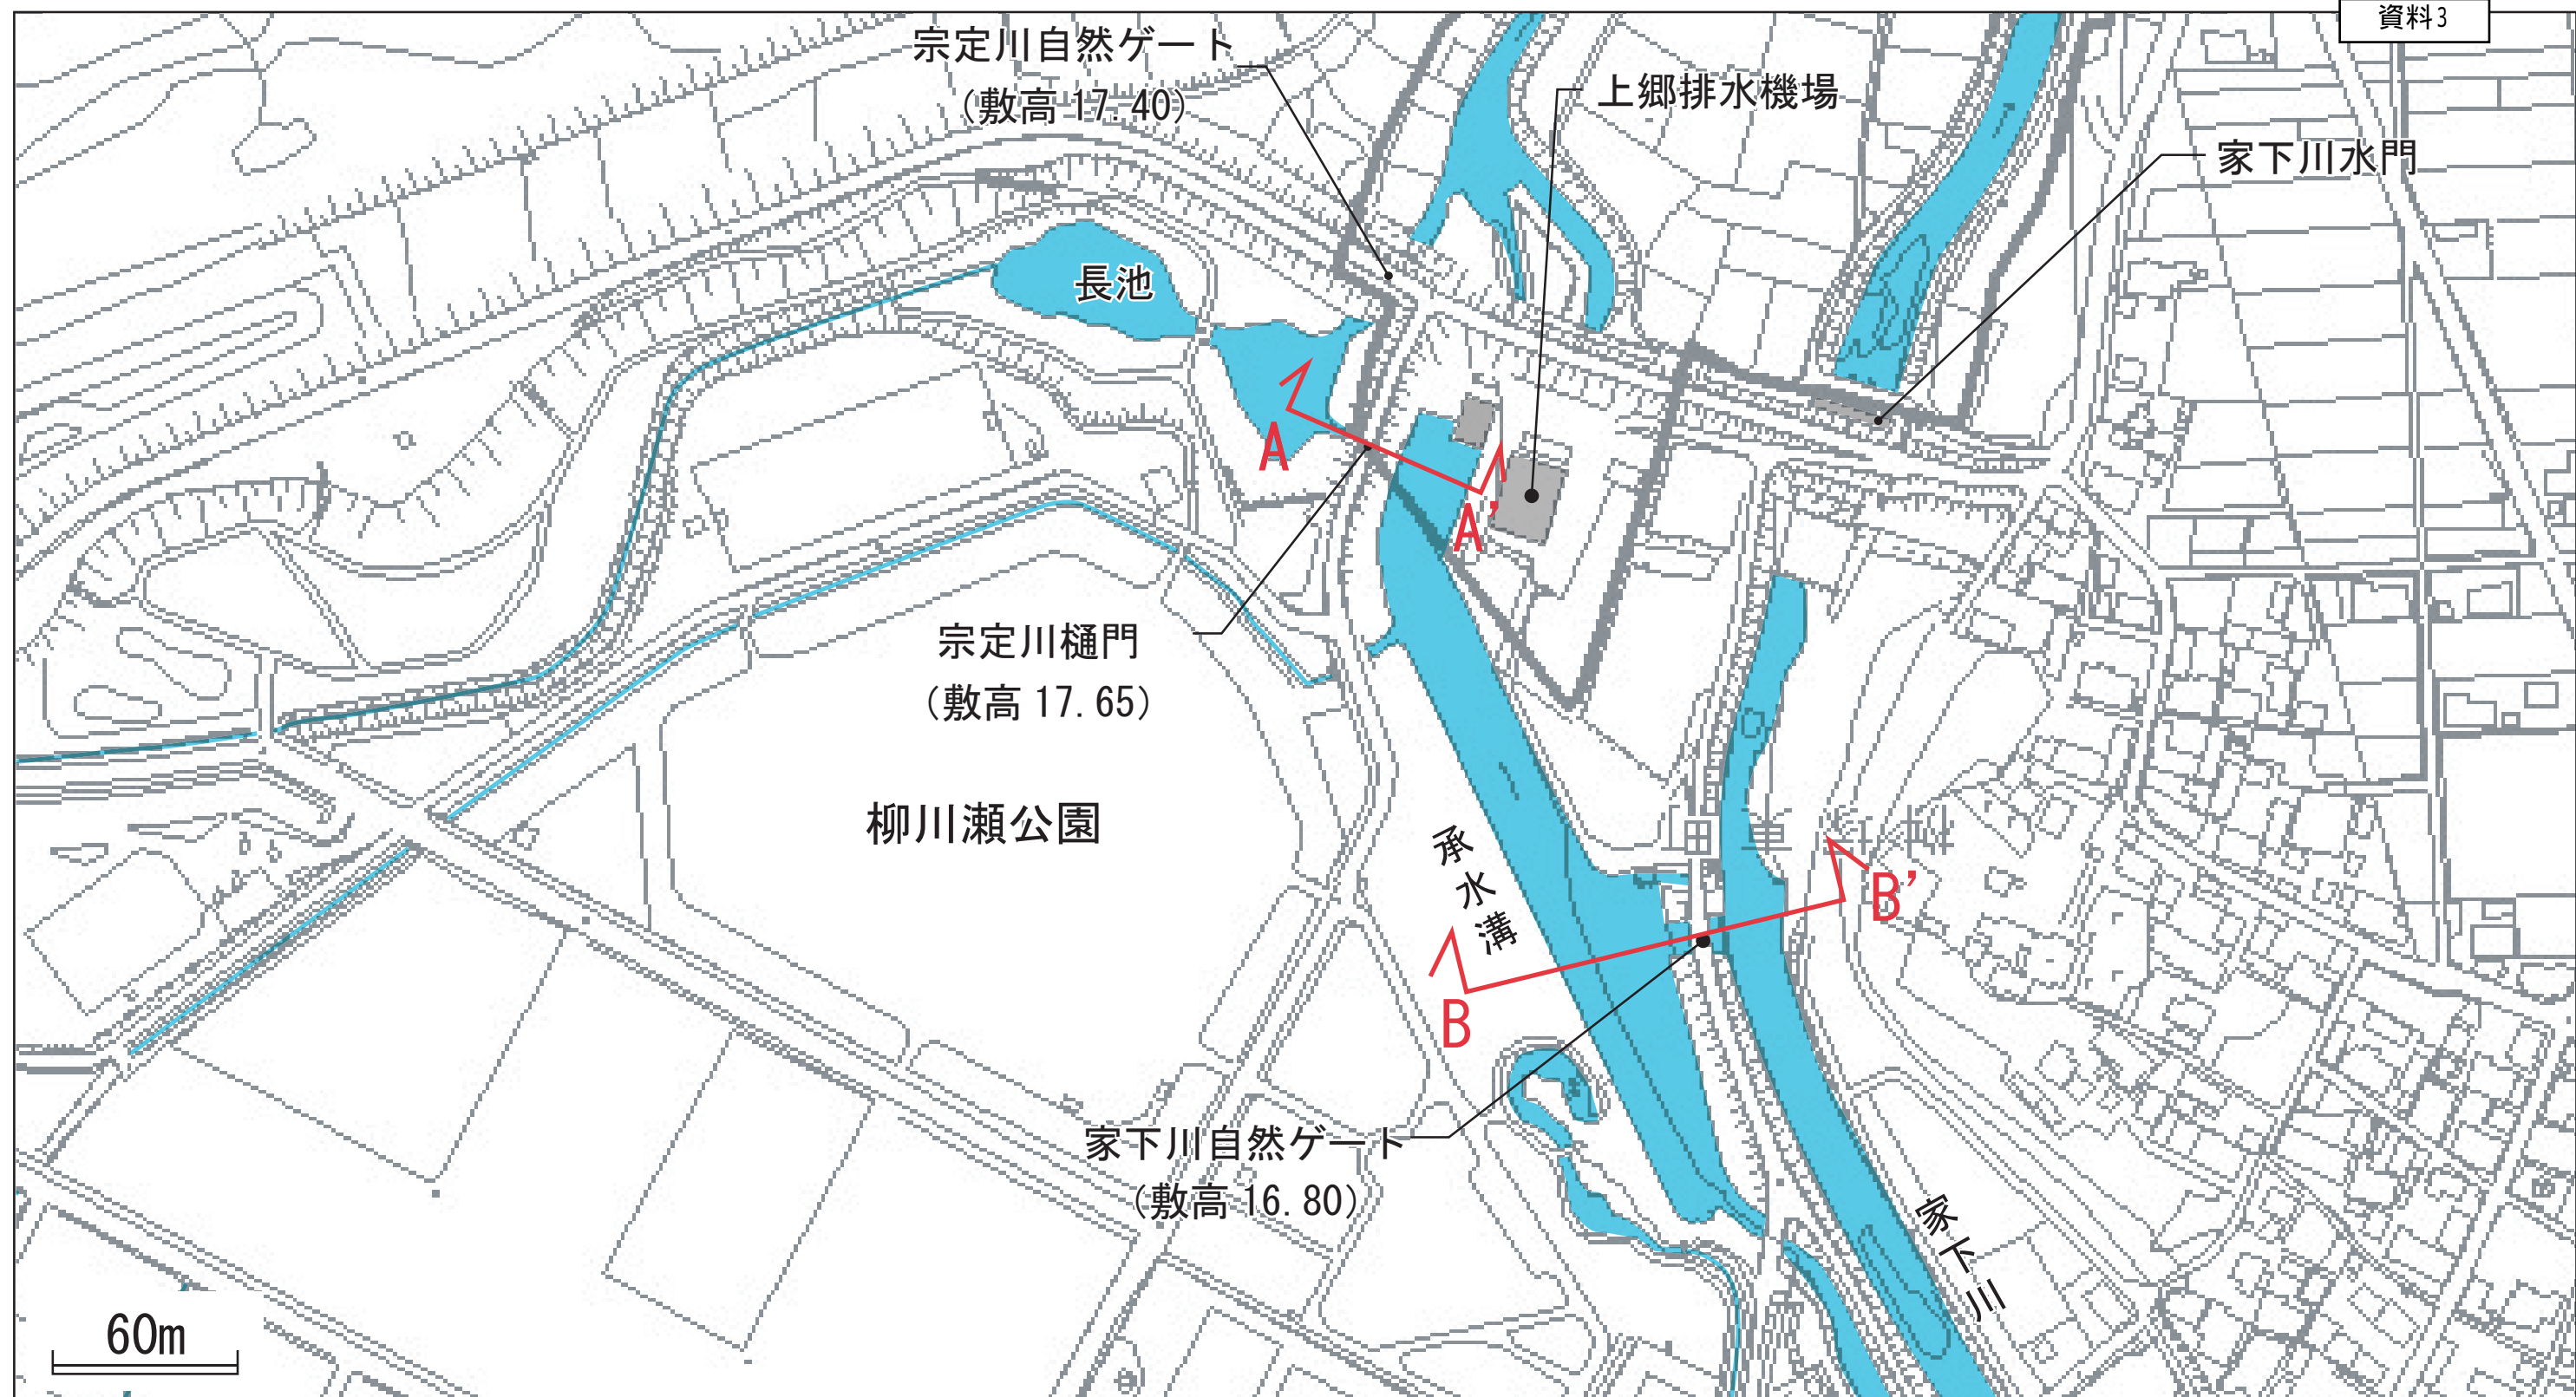 資料3
宗定川自然ゲート
（敷高 17.40）
上郷排水機場
家下川水門
長池
A
A'
宗定川樋門
（敷高 17.65）
柳川瀬公園
承水溝
B
B'
家下川自然ゲート
（敷高 16.80）
家下川
60m